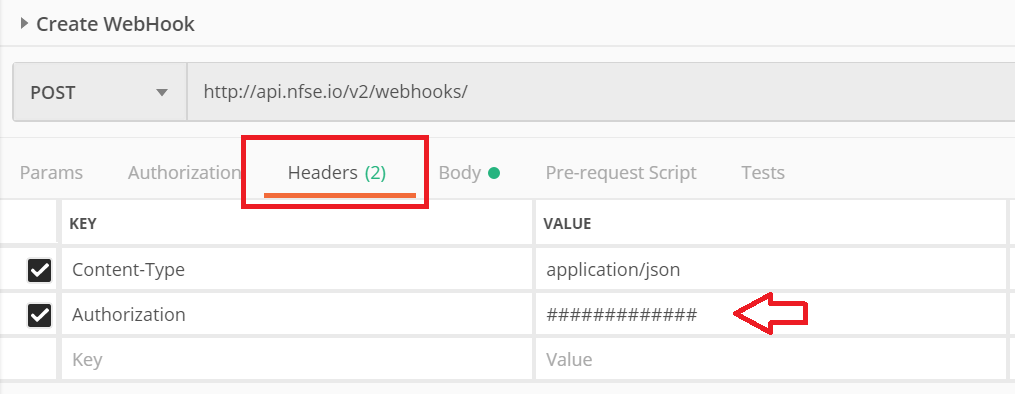 Create WebHook
POST http://api.nfse.io/v2/webhooks/
Params Authorization Headers (2) Body Pre-request Script Tests
KEY VALUE
Content-Type application/json
Authorization #############
Key Value